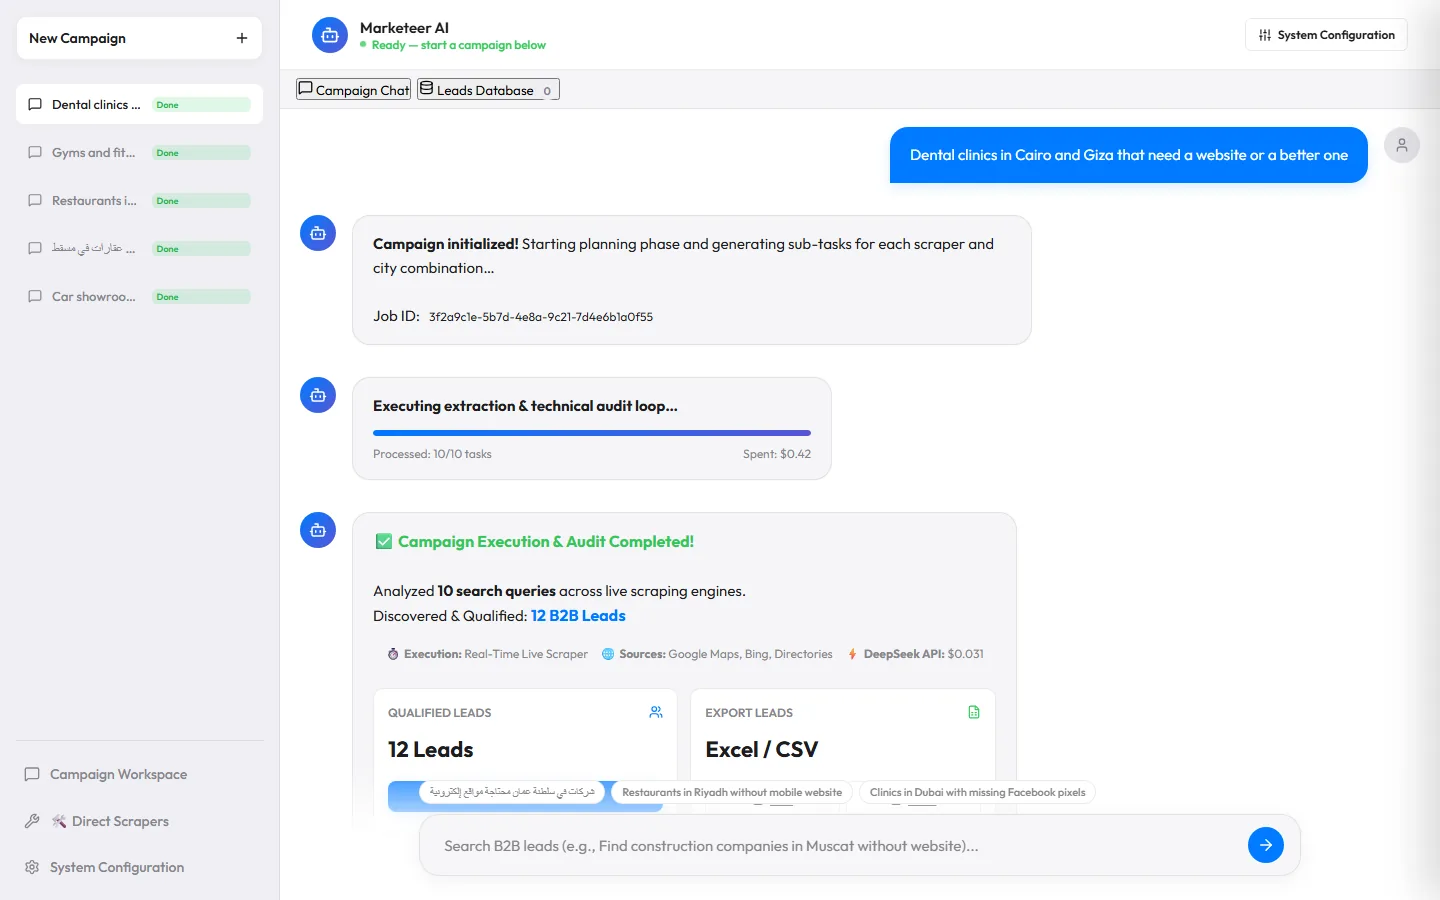 New Campaign
Dental clinics ...
Done
Gyms and fit...
Done
Restaurants i...
Done
عقارات في مسقط ...
Done
Car showroo...
Done
Campaign Workspace
Direct Scrapers
System Configuration
Marketeer AI
Ready — start a campaign below
System Configuration
Campaign Chat
Leads Database 0
Dental clinics in Cairo and Giza that need a website or a better one
Campaign initialized! Starting planning phase and generating sub-tasks for each scraper and
city combination...
Job ID: 3f2a9c1e-5b7d-4e8a-9c21-7d4e6b1a0f55
Executing extraction & technical audit loop...
Processed: 10/10 tasks
Spent: $0.42
✅ Campaign Execution & Audit Completed!
Analyzed 10 search queries across live scraping engines.
Discovered & Qualified: 12 B2B Leads
Execution: Real-Time Live Scraper
Sources: Google Maps, Bing, Directories
DeepSeek API: $0.031
QUALIFIED LEADS
12 Leads
EXPORT LEADS
Excel / CSV
شركات في سلطنة عمان محتاجة مواقع إلكترونية
Restaurants in Riyadh without mobile website
Clinics in Dubai with missing Facebook pixels
Search B2B leads (e.g., Find construction companies in Muscat without website)...